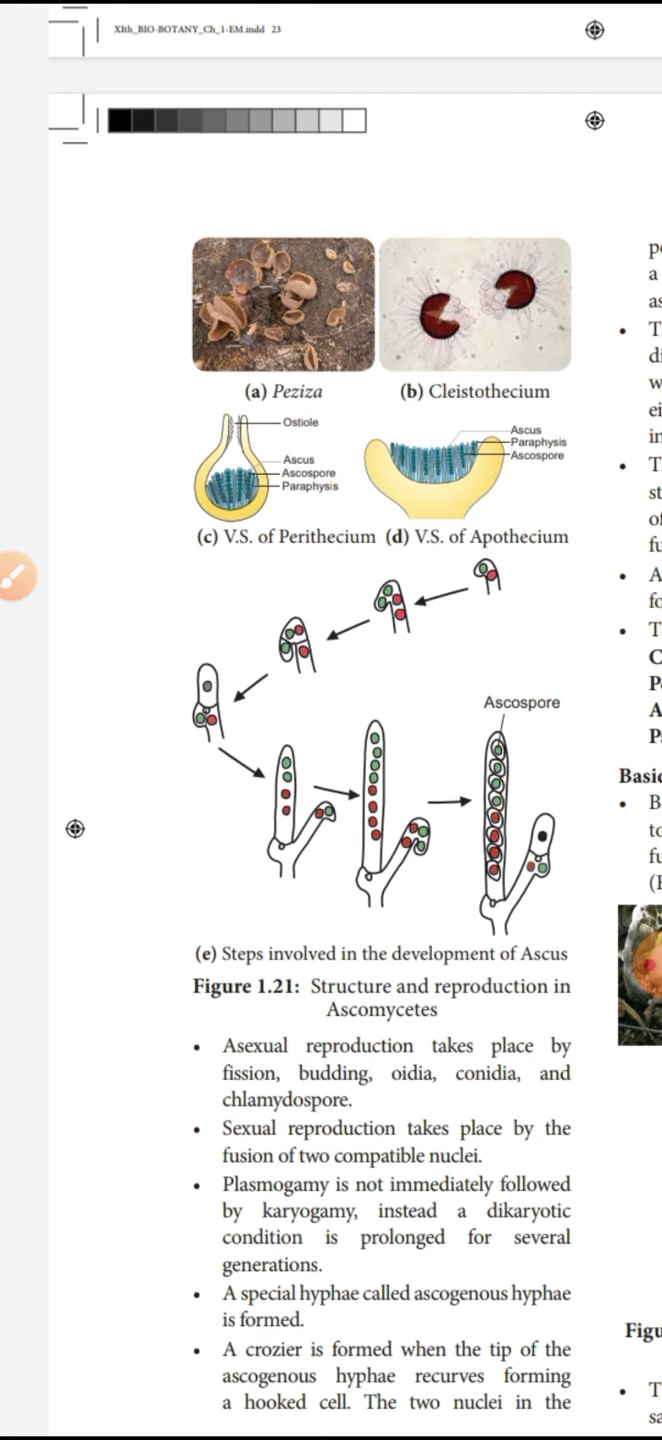 XIth_BIO-BOTANY_Ch_1-EM.indd 23
(a) Peziza
(b) Cleistothecium
Ostiole
Ascus
Ascospore
Paraphysis
Ascus
Paraphysis
Ascospore
(c) V.S. of Perithecium (d) V.S. of Apothecium
Ascospore
(e) Steps involved in the development of Ascus
Figure 1.21: Structure and reproduction in
Ascomycetes
• Asexual reproduction takes place by
fission, budding, oidia, conidia, and
chlamydospore.
• Sexual reproduction takes place by the
fusion of two compatible nuclei.
• Plasmogamy is not immediately followed
by karyogamy, instead a dikaryotic
condition is prolonged for several
generations.
• A special hyphae called ascogenous hyphae
is formed.
• A crozier is formed when the tip of the
ascogenous hyphae recurves forming
a hooked cell. The two nuclei in the
a
• A